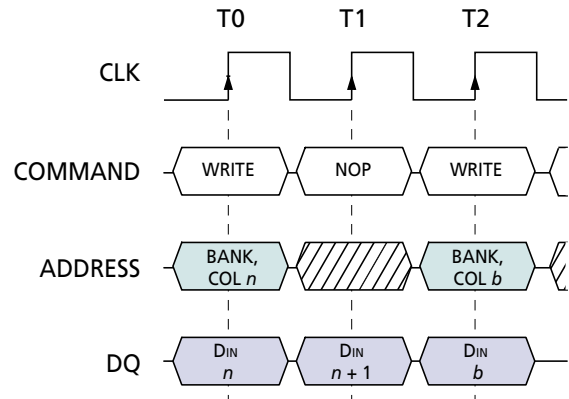 T0 T1 T2
CLK
COMMAND WRITE NOP WRITE
ADDRESS BANK, COL n BANK, COL b
DQ DIN n DIN n + 1 DIN b